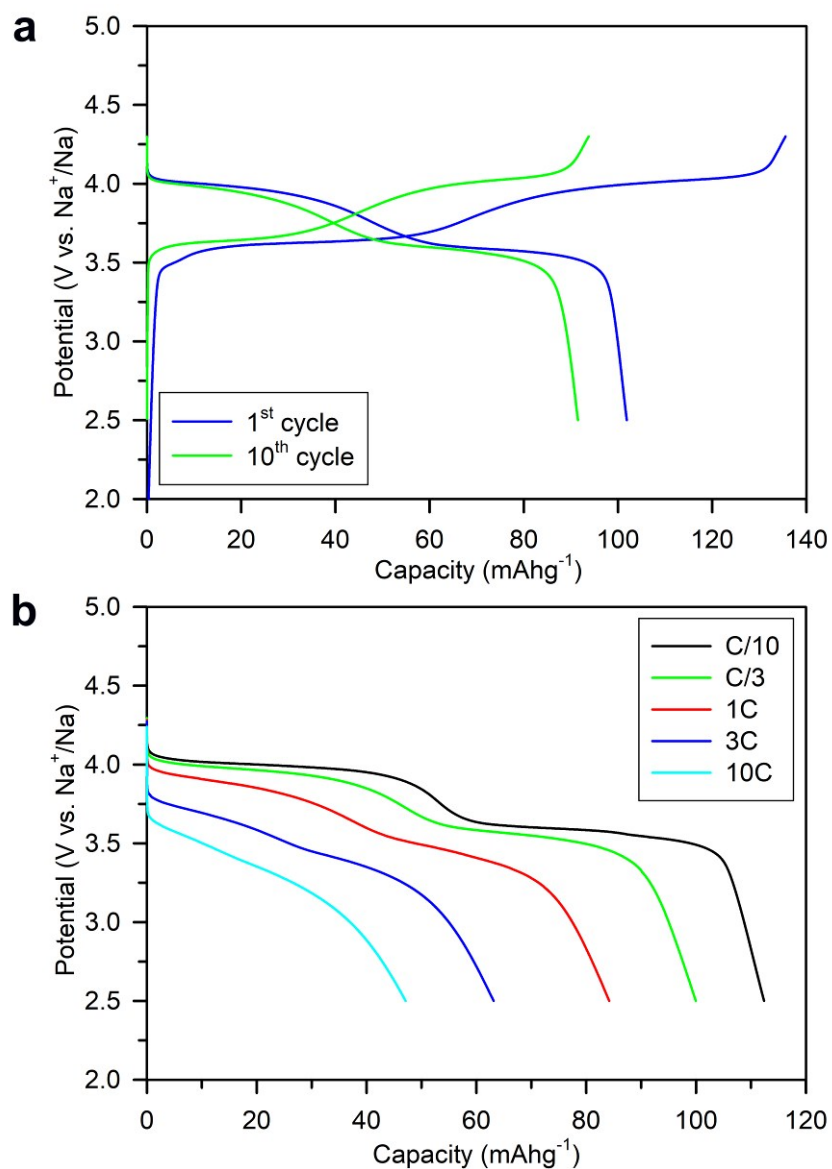 a
5.0
4.5
4.0
3.5
3.0
2.5
2.0
Potential (V vs. Na⁺/Na)
1ˢᵗ cycle
10ᵗʰ cycle
0 20 40 60 80 100 120 140
Capacity (mAhg⁻¹)
b
5.0
4.5
4.0
3.5
3.0
2.5
2.0
Potential (V vs. Na⁺/Na)
C/10
C/3
1C
3C
10C
0 20 40 60 80 100 120
Capacity (mAhg⁻¹)